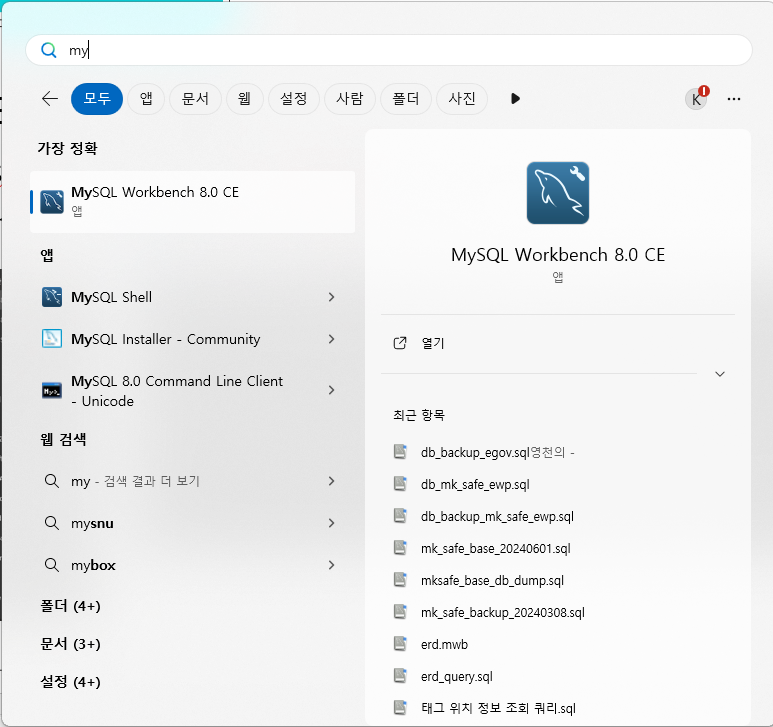 my
모두
앱
문서
웹
설정
사람
폴더
사진
K
가장 정확
MySQL Workbench 8.0 CE
앱
앱
MySQL Shell
MySQL Installer - Community
MySQL 8.0 Command Line Client
- Unicode
웹 검색
my - 검색 결과 더 보기
mysnu
mybox
폴더 (4+)
문서 (3+)
설정 (4+)
MySQL Workbench 8.0 CE
앱
열기
최근 항목
db_backup_egov.sql영천의 -
db_mk_safe_ewp.sql
db_backup_mk_safe_ewp.sql
mk_safe_base_20240601.sql
mksafe_base_db_dump.sql
mk_safe_backup_20240308.sql
erd.mwb
erd_query.sql
태그 위치 정보 조회 쿼리.sql